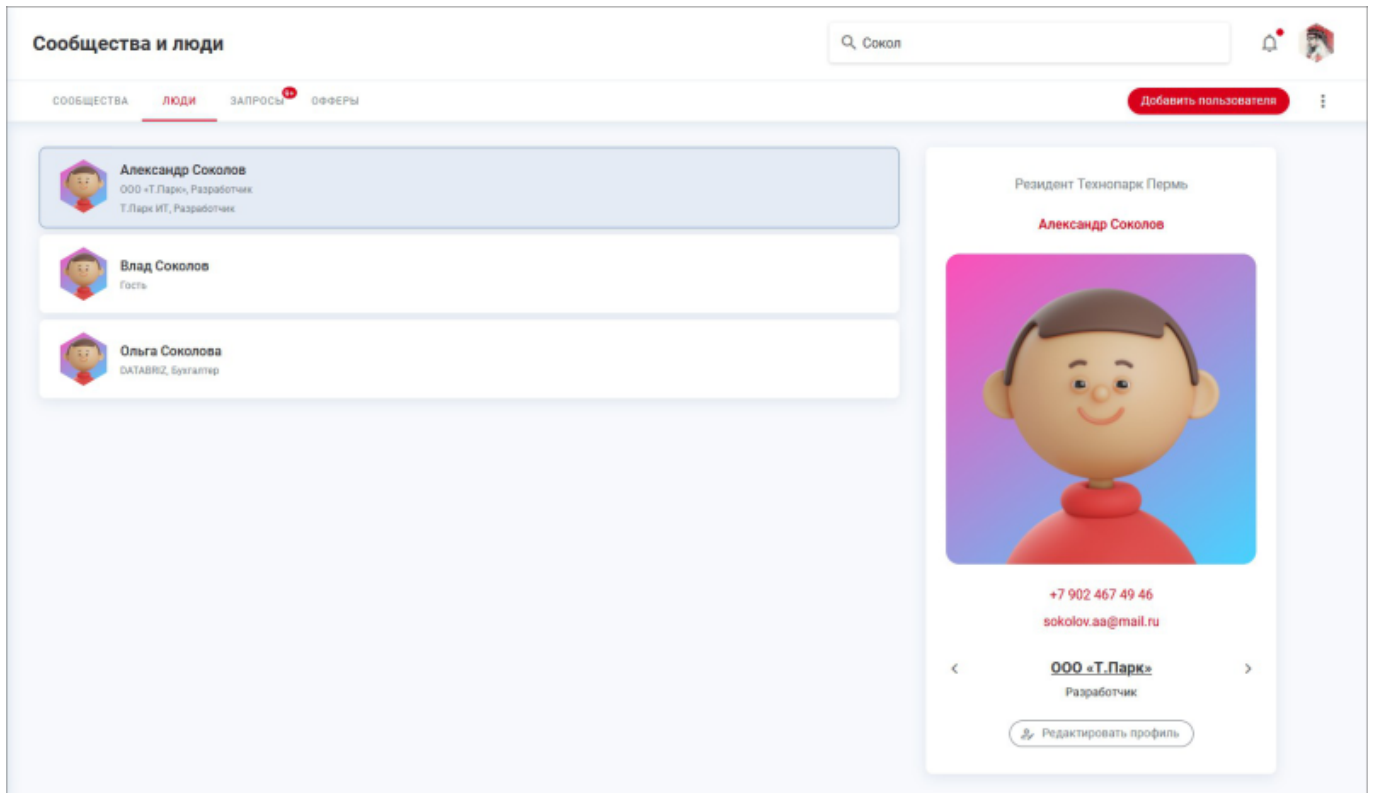 Сообщества и люди
Сокол
СООБЩЕСТВА ЛЮДИ ЗАПРОСЫ 9+ ОФФЕРЫ
Добавить пользователя
Александр Соколов
ООО «Т.Парк», Разработчик
Т.Парк ИТ, Разработчик
Влад Соколов
Гость
Ольга Соколова
DATABRIZ, Бухгалтер
Резидент Технопарк Пермь
Александр Соколов
+7 902 467 49 46
sokolov.aa@mail.ru
ООО «Т.Парк»
Разработчик
Редактировать профиль